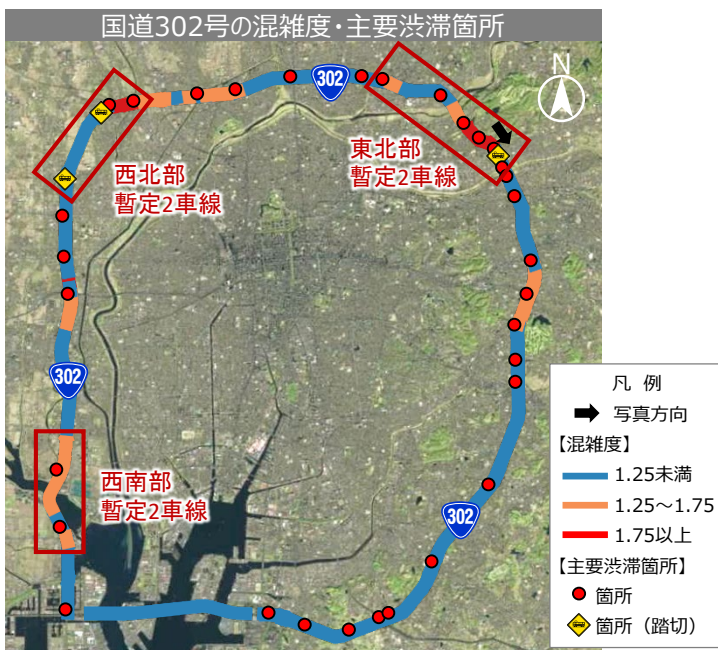 国道302号の混雑度・主要渋滞箇所
302
N
東北部
暫定2車線
西北部
暫定2車線
302
西南部
暫定2車線
302
凡 例
写真方向
【混雑度】
1.25未満
1.25～1.75
1.75以上
【主要渋滞箇所】
箇所
箇所（踏切）